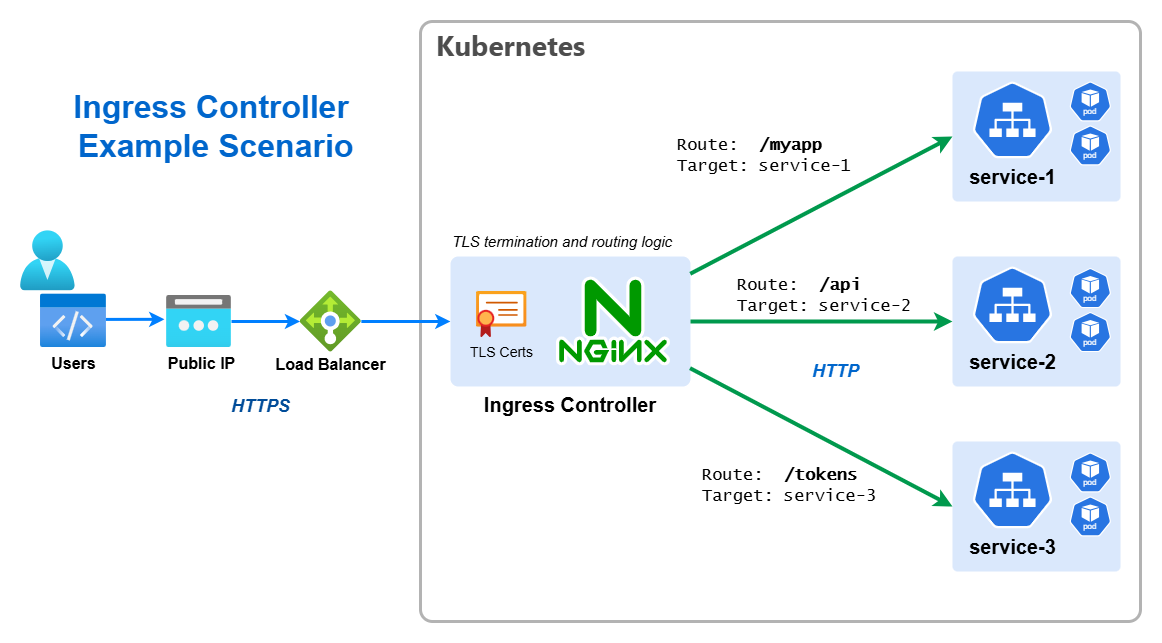 Kubernetes
Ingress Controller
Example Scenario
Users
Public IP
Load Balancer
HTTPS
TLS termination and routing logic
TLS Certs
NGINX
Ingress Controller
Route: /myapp
Target: service-1
Route: /api
Target: service-2
HTTP
Route: /tokens
Target: service-3
pod
pod
service-1
pod
pod
service-2
pod
pod
service-3